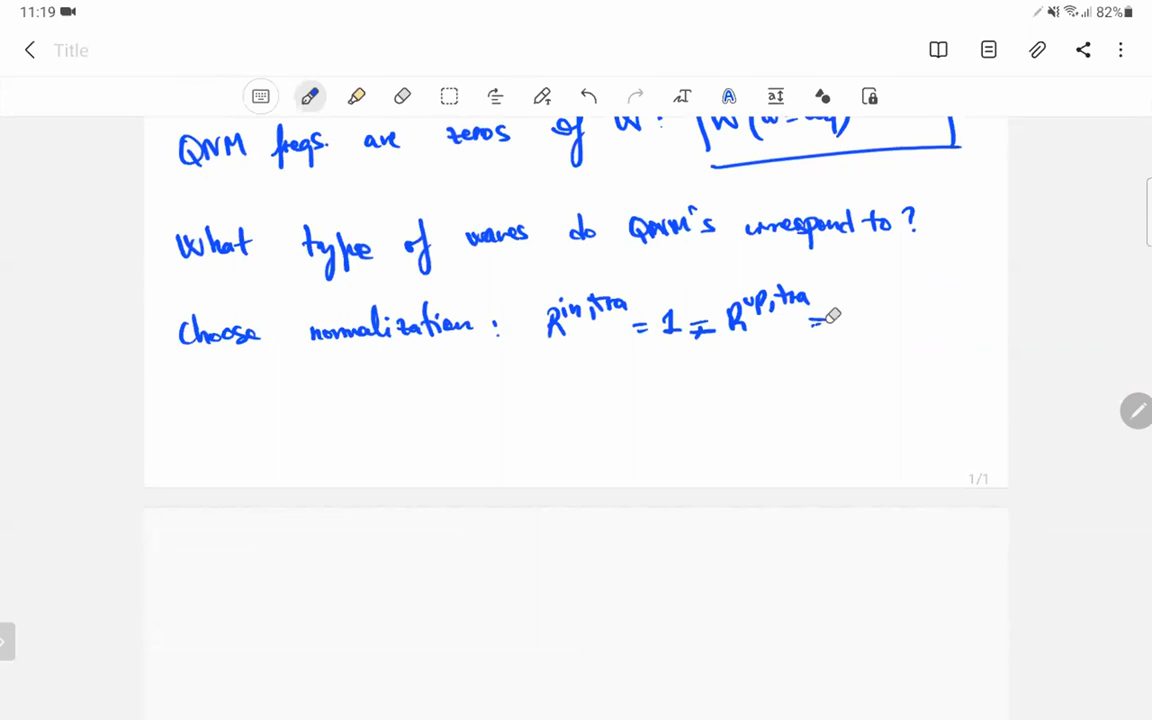 11:19 82%
Title
QNM freqs. are zeros of W :
What type of waves do QNM's correspond to?
Choose normalization: R^in,tra = 1 = R^up,tra =
1/1